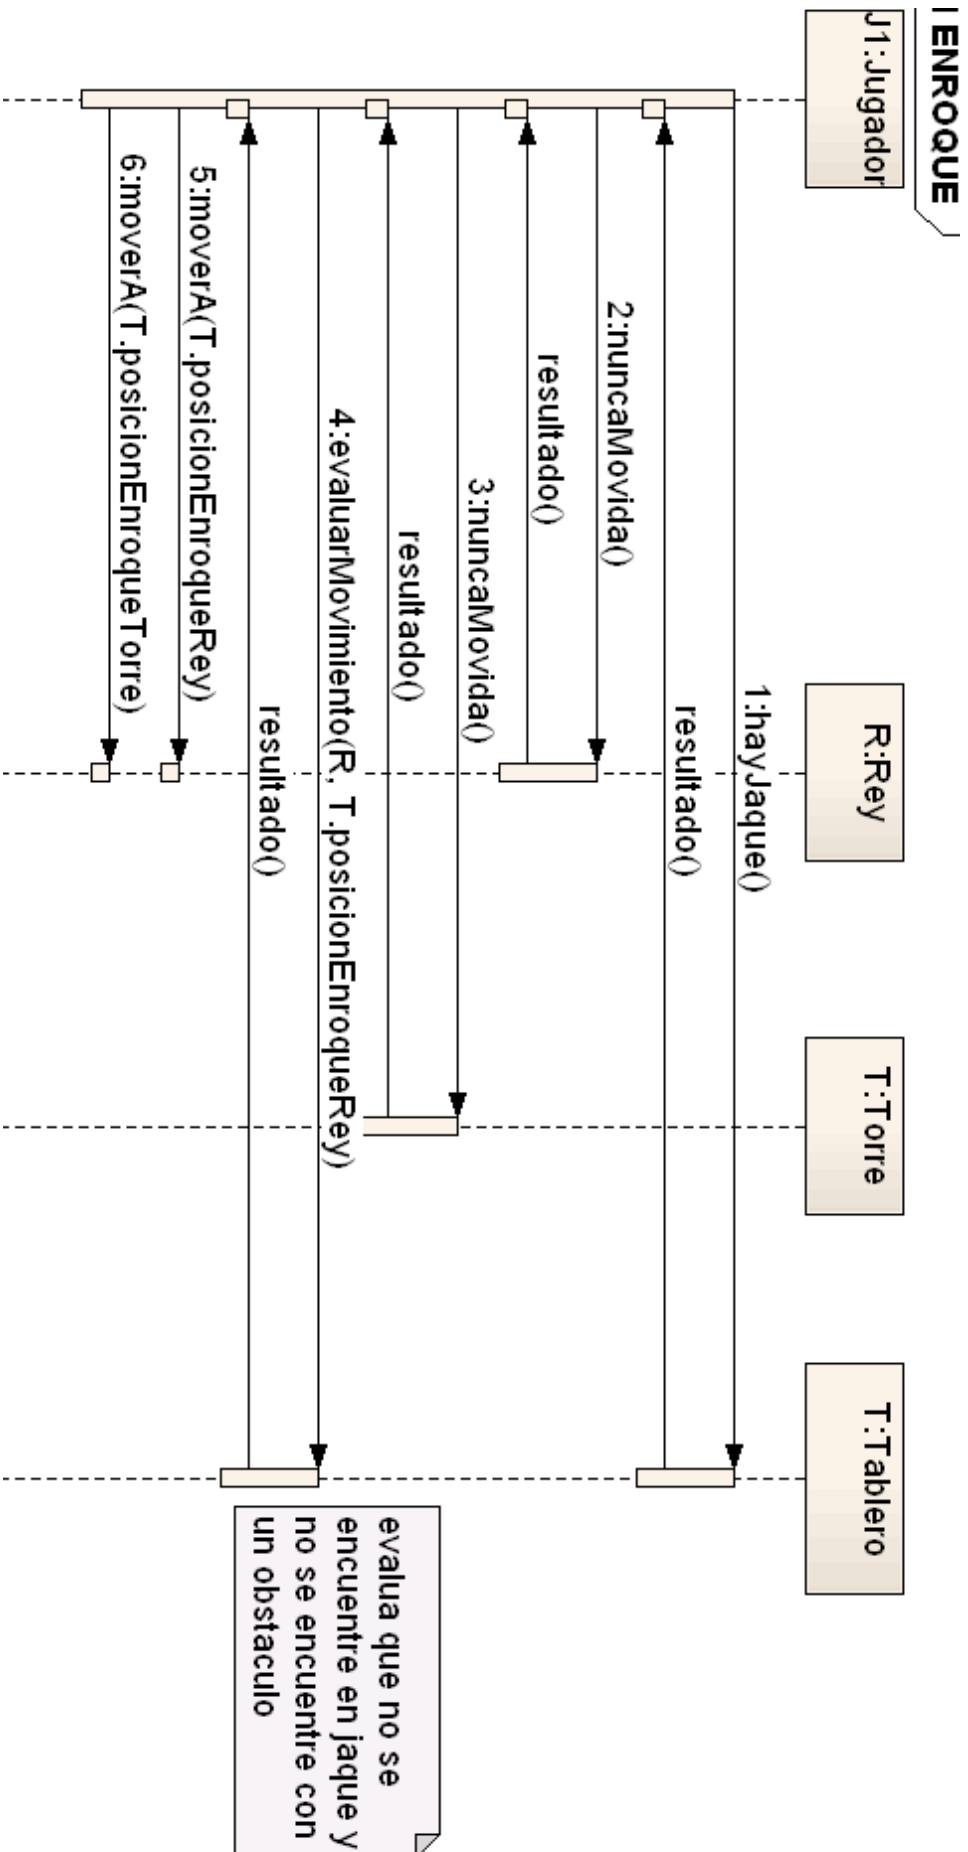 ENROQUE
J1:Jugador
R:Rey
T:Torre
T:Tablero
1:hayJaque()
resultado()
2:nuncaMovida()
resultado()
3:nuncaMovida()
resultado()
4:evaluarMovimiento(R, T.posicionEnroqueRey)
evalua que no se
encuentre en jaque y
no se encuentre con
un obstaculo
resultado()
5:moverA(T.posicionEnroqueRey)
6:moverA(T.posicionEnroqueTorre)